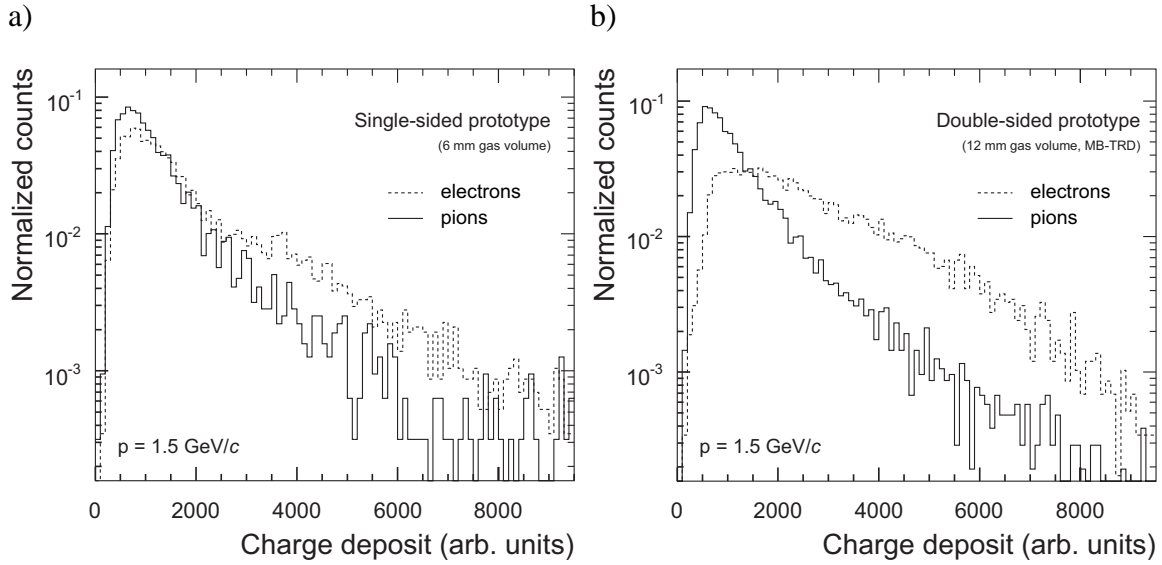 a)
Normalized counts
10⁻¹
10⁻²
10⁻³
Single-sided prototype
(6 mm gas volume)
electrons
pions
p = 1.5 GeV/c
0 2000 4000 6000 8000
Charge deposit (arb. units)
b)
Normalized counts
10⁻¹
10⁻²
10⁻³
Double-sided prototype
(12 mm gas volume, MB-TRD)
electrons
pions
p = 1.5 GeV/c
0 2000 4000 6000 8000
Charge deposit (arb. units)